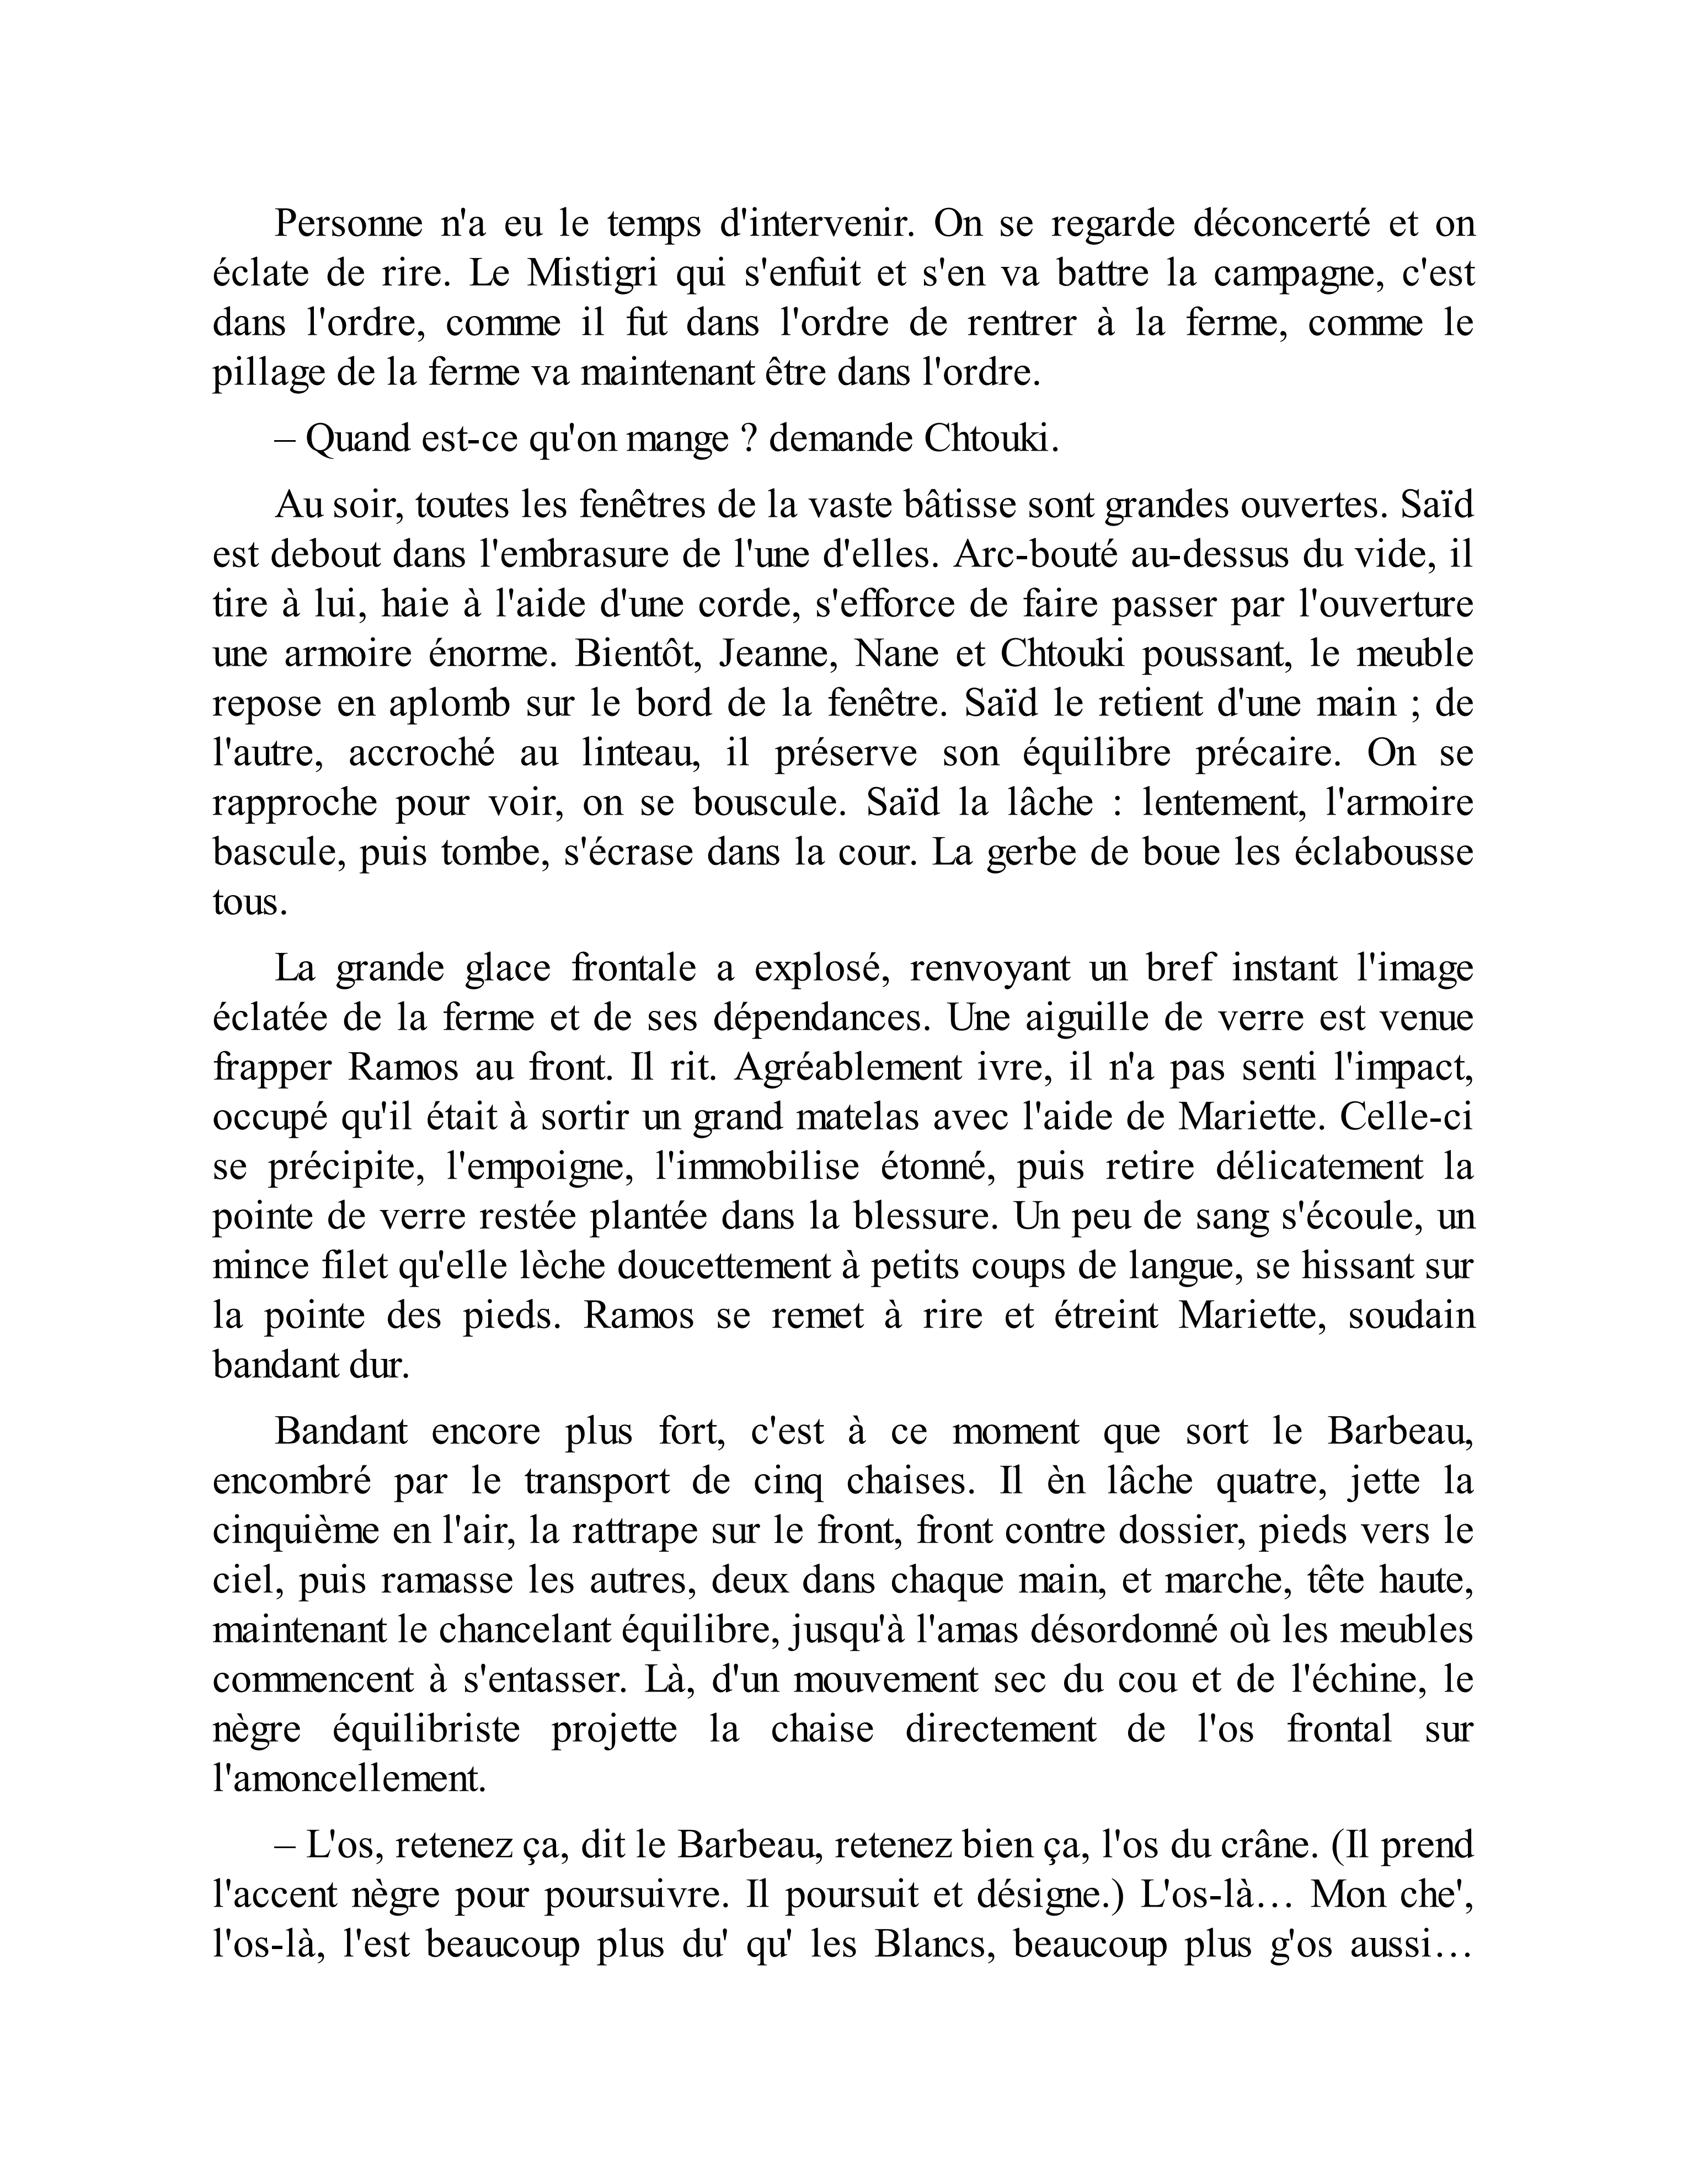 Personne n'a eu le temps d'intervenir. On se regarde déconcerté et on
éclate de rire. Le Mistigri qui s'enfuit et s'en va battre la campagne, c'est
dans l'ordre, comme il fut dans l'ordre de rentrer à la ferme, comme le
pillage de la ferme va maintenant être dans l'ordre.
– Quand est-ce qu'on mange ? demande Chtouki.
Au soir, toutes les fenêtres de la vaste bâtisse sont grandes ouvertes. Saïd
est debout dans l'embrasure de l'une d'elles. Arc-bouté au-dessus du vide, il
tire à lui, haie à l'aide d'une corde, s'efforce de faire passer par l'ouverture
une armoire énorme. Bientôt, Jeanne, Nane et Chtouki poussant, le meuble
repose en aplomb sur le bord de la fenêtre. Saïd le retient d'une main ; de
l'autre, accroché au linteau, il préserve son équilibre précaire. On se
rapproche pour voir, on se bouscule. Saïd la lâche : lentement, l'armoire
bascule, puis tombe, s'écrase dans la cour. La gerbe de boue les éclabousse
tous.
La grande glace frontale a explosé, renvoyant un bref instant l'image
éclatée de la ferme et de ses dépendances. Une aiguille de verre est venue
frapper Ramos au front. Il rit. Agréablement ivre, il n'a pas senti l'impact,
occupé qu'il était à sortir un grand matelas avec l'aide de Mariette. Celle-ci
se précipite, l'empoigne, l'immobilise étonné, puis retire délicatement la
pointe de verre restée plantée dans la blessure. Un peu de sang s'écoule, un
mince filet qu'elle lèche doucettement à petits coups de langue, se hissant sur
la pointe des pieds. Ramos se remet à rire et étreint Mariette, soudain
bandant dur.
Bandant encore plus fort, c'est à ce moment que sort le Barbeau,
encombré par le transport de cinq chaises. Il èn lâche quatre, jette la
cinquième en l'air, la rattrape sur le front, front contre dossier, pieds vers le
ciel, puis ramasse les autres, deux dans chaque main, et marche, tête haute,
maintenant le chancelant équilibre, jusqu'à l'amas désordonné où les meubles
commencent à s'entasser. Là, d'un mouvement sec du cou et de l'échine, le
nègre équilibriste projette la chaise directement de l'os frontal sur
l'amoncellement.
– L'os, retenez ça, dit le Barbeau, retenez bien ça, l'os du crâne. (Il prend
l'accent nègre pour poursuivre. Il poursuit et désigne.) L'os-là… Mon che',
l'os-là, l'est beaucoup plus du' qu' les Blancs, beaucoup plus g'os aussi…